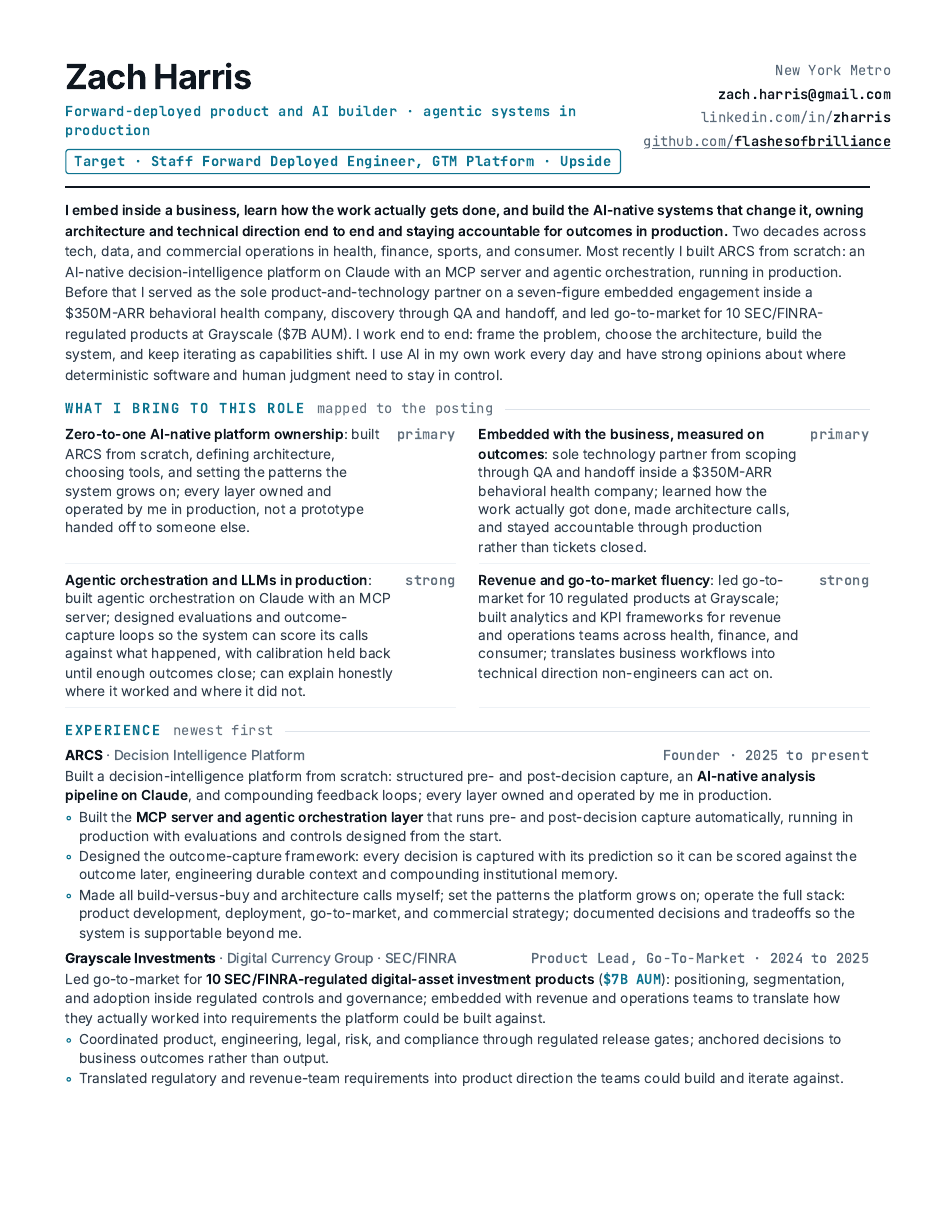 Zach Harris
Forward-deployed product and AI builder · agentic systems in
production
Target · Staff Forward Deployed Engineer, GTM Platform · Upside
New York Metro
zach.harris@gmail.com
linkedin.com/in/zharris
github.com/flashesofbrilliance
I embed inside a business, learn how the work actually gets done, and build the AI-native systems that change it, owning
architecture and technical direction end to end and staying accountable for outcomes in production. Two decades across
tech, data, and commercial operations in health, finance, sports, and consumer. Most recently I built ARCS from scratch: an
AI-native decision-intelligence platform on Claude with an MCP server and agentic orchestration, running in production.
Before that I served as the sole product-and-technology partner on a seven-figure embedded engagement inside a
$350M-ARR behavioral health company, discovery through QA and handoff, and led go-to-market for 10 SEC/FINRA-
regulated products at Grayscale ($7B AUM). I work end to end: frame the problem, choose the architecture, build the
system, and keep iterating as capabilities shift. I use AI in my own work every day and have strong opinions about where
deterministic software and human judgment need to stay in control.
WHAT I BRING TO THIS ROLE mapped to the posting
Zero-to-one AI-native platform ownership: built primary
ARCS from scratch, defining architecture,
choosing tools, and setting the patterns the
system grows on; every layer owned and
operated by me in production, not a prototype
handed off to someone else.
Embedded with the business, measured on primary
outcomes: sole technology partner from scoping
through QA and handoff inside a $350M-ARR
behavioral health company; learned how the
work actually got done, made architecture calls,
and stayed accountable through production
rather than tickets closed.
Agentic orchestration and LLMs in production: strong
built agentic orchestration on Claude with an MCP
server; designed evaluations and outcome-
capture loops so the system can score its calls
against what happened, with calibration held back
until enough outcomes close; can explain honestly
where it worked and where it did not.
Revenue and go-to-market fluency: led go-to- strong
market for 10 regulated products at Grayscale;
built analytics and KPI frameworks for revenue
and operations teams across health, finance, and
consumer; translates business workflows into
technical direction non-engineers can act on.
EXPERIENCE newest first
ARCS · Decision Intelligence Platform Founder · 2025 to present
Built a decision-intelligence platform from scratch: structured pre- and post-decision capture, an AI-native analysis
pipeline on Claude, and compounding feedback loops; every layer owned and operated by me in production.
Built the MCP server and agentic orchestration layer that runs pre- and post-decision capture automatically, running in
production with evaluations and controls designed from the start.
Designed the outcome-capture framework: every decision is captured with its prediction so it can be scored against the
outcome later, engineering durable context and compounding institutional memory.
Made all build-versus-buy and architecture calls myself; set the patterns the platform grows on; operate the full stack:
product development, deployment, go-to-market, and commercial strategy; documented decisions and tradeoffs so the
system is supportable beyond me.
Grayscale Investments · Digital Currency Group · SEC/FINRA Product Lead, Go-To-Market · 2024 to 2025
Led go-to-market for 10 SEC/FINRA-regulated digital-asset investment products ($7B AUM): positioning, segmentation,
and adoption inside regulated controls and governance; embedded with revenue and operations teams to translate how
they actually worked into requirements the platform could be built against.
Coordinated product, engineering, legal, risk, and compliance through regulated release gates; anchored decisions to
business outcomes rather than output.
Translated regulatory and revenue-team requirements into product direction the teams could build and iterate against.